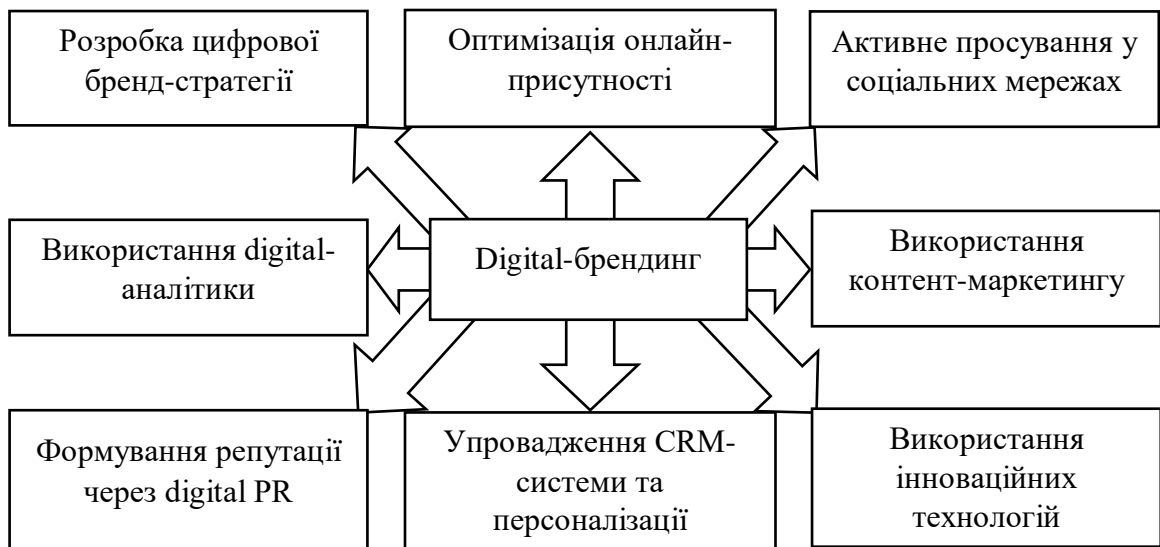 Розробка цифрової
бренд-стратегії
Оптимізація онлайн-
присутності
Активне просування у
соціальних мережах
Використання digital-
аналітики
Digital-брендинг
Використання
контент-маркетингу
Формування репутації
через digital PR
Упровадження CRM-
системи та
персоналізації
Використання
інноваційних
технологій